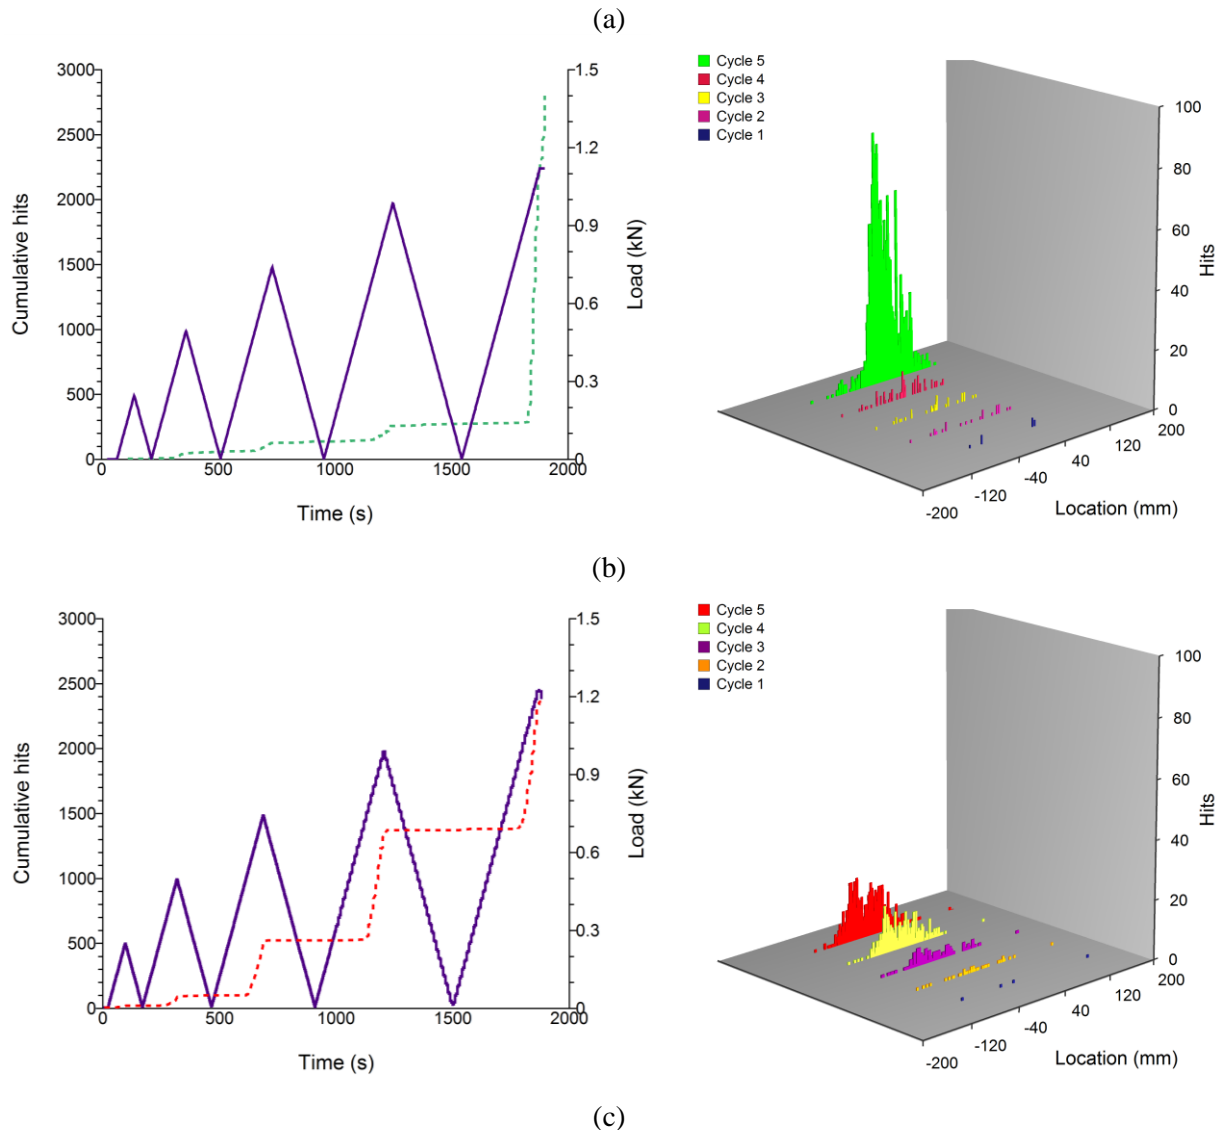 (a)
3000
2500
2000
1500
1000
500
0
Cumulative hits
1.5
1.2
0.9
0.6
0.3
0
Load (kN)
0
500
1000
1500
2000
Time (s)
Cycle 5
Cycle 4
Cycle 3
Cycle 2
Cycle 1
100
80
60
40
20
0
Hits
-200
-120
-40
40
120
200
Location (mm)
(b)
3000
2500
2000
1500
1000
500
0
Cumulative hits
1.5
1.2
0.9
0.6
0.3
0
Load (kN)
0
500
1000
1500
2000
Time (s)
Cycle 5
Cycle 4
Cycle 3
Cycle 2
Cycle 1
100
80
60
40
20
0
Hits
-200
-120
-40
40
120
200
Location (mm)
(c)